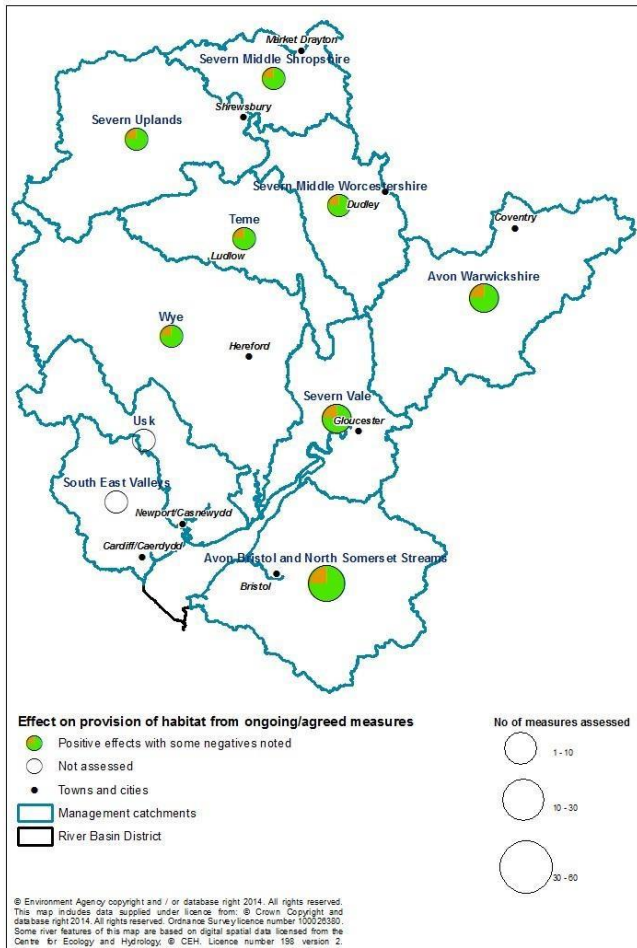 Market Drayton
Severn Middle Shropshire
Shrewsbury
Severn Uplands
Severn Middle Worcestershire
Dudley
Teme
Ludlow
Coventry
Avon Warwickshire
Wye
Hereford
Severn Vale
Gloucester
Usk
South East Valleys
Newport/Casnewydd
Cardiff/Caerdydd
Avon Bristol and North Somerset Streams
Bristol
Effect on provision of habitat from ongoing/agreed measures
Positive effects with some negatives noted
Not assessed
Towns and cities
Management catchments
River Basin District
No of measures assessed
1 - 10
10 - 30
30 - 60
© Environment Agency copyright and / or database right 2014. All rights reserved.
This map includes data supplied under licence from: © Crown Copyright and
database right 2014. All rights reserved. Ordnance Survey licence number 100026380.
Some river features of this map are based on digital spatial data licensed from the
Centre for Ecology and Hydrology, © CEH. Licence number 198 version 2.